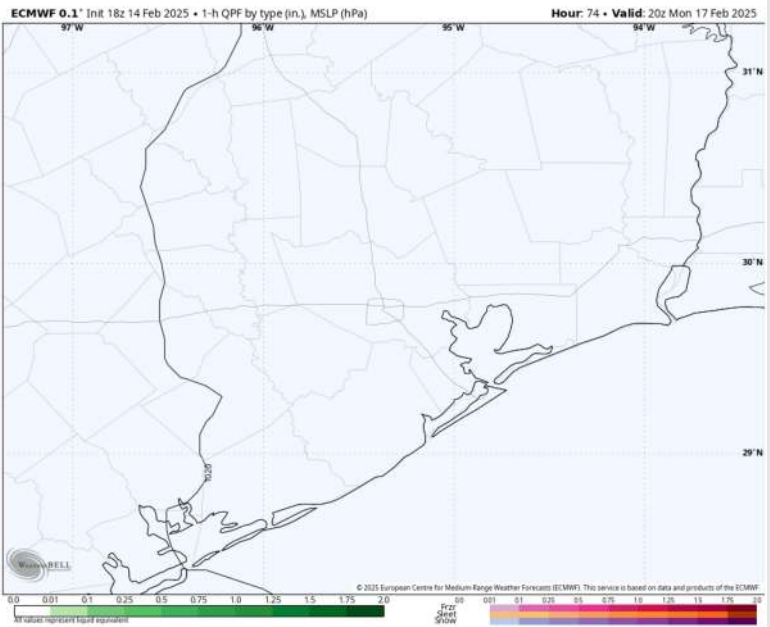 ECMWF 0.1° Init 18z 14 Feb 2025 • 1-h QPF by type (in.), MSLP (hPa) Hour: 74 • Valid: 20z Mon 17 Feb 2025
97°W 96°W 95°W 94°W
31°N
30°N
29°N
1020
WeatherBELL
© 2025 European Centre for Medium-Range Weather Forecasts (ECMWF). This service is based on data and products of the ECMWF.
0.0 0.01 0.1 0.25 0.5 0.75 1.0 1.25 1.5 1.75 2.0 0.0 0.01 0.25 0.5 0.75 1.0 1.25 1.5 1.75 2.0
Frzr
Sleet
Snow
All values represent liquid equivalent